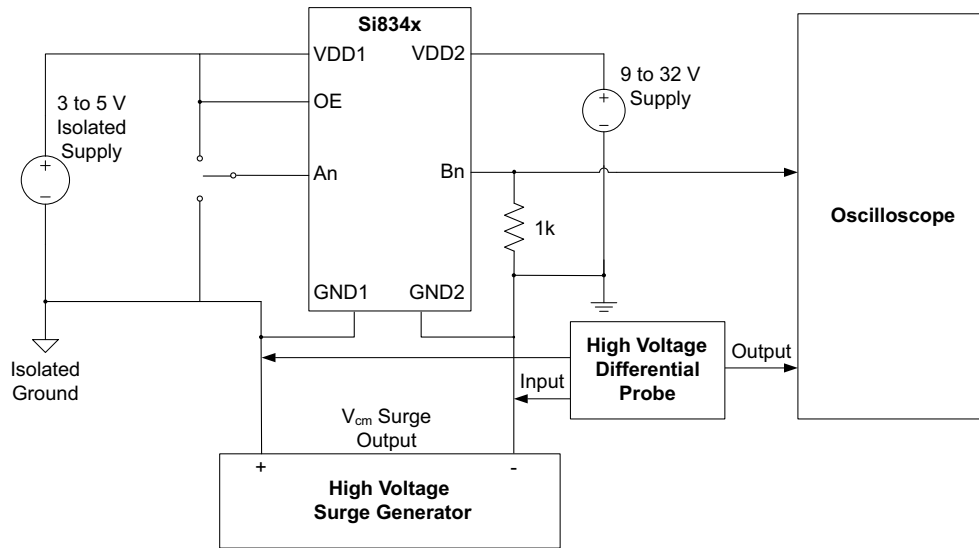 Si834x
VDD1
VDD2
9 to 32 V
Supply
+
−
3 to 5 V
Isolated
Supply
+
−
OE
An
Bn
1k
Oscilloscope
GND1
GND2
Isolated
Ground
High Voltage
Differential
Probe
Input
Output
Vcm Surge
Output
+
-
High Voltage
Surge Generator